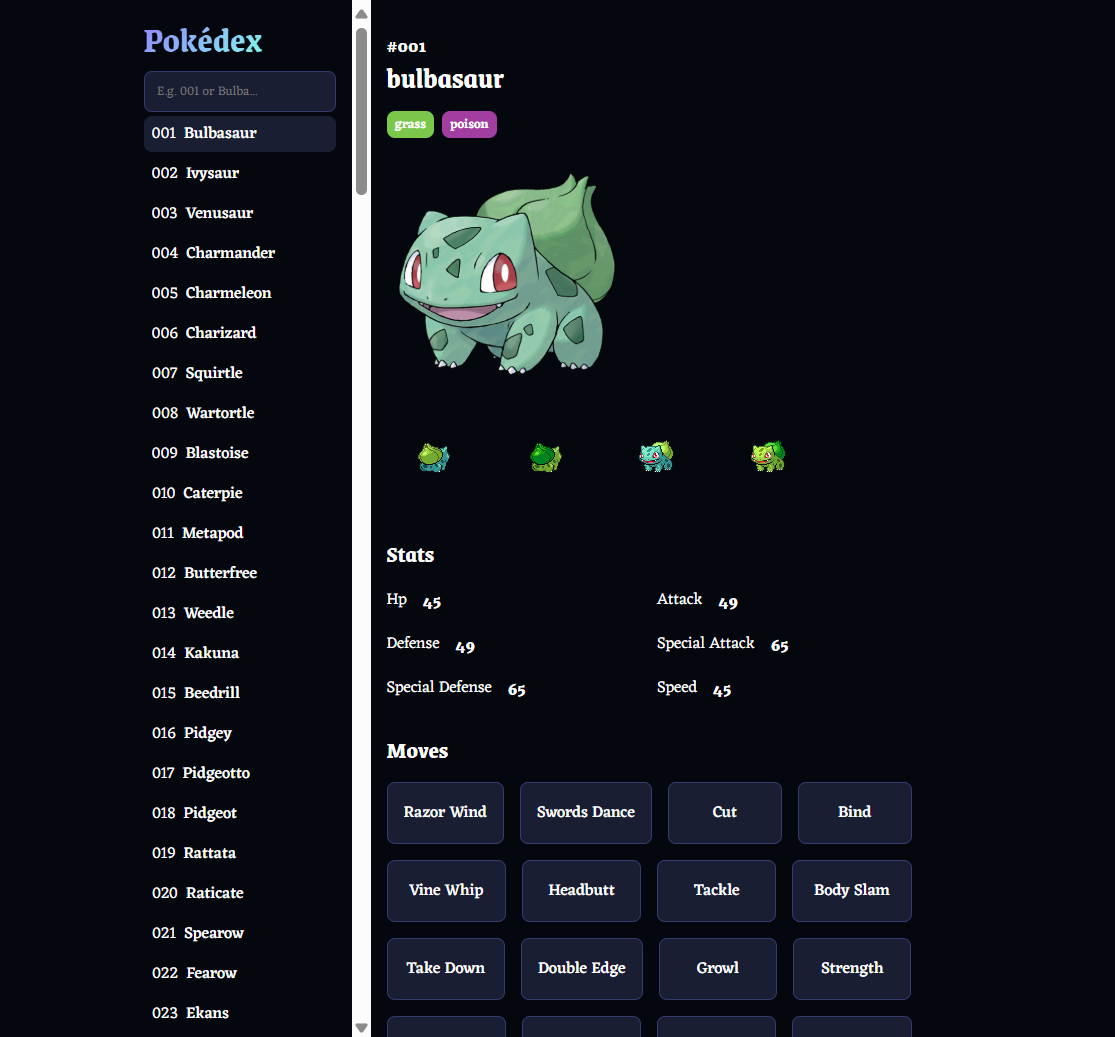 Pokédex
E.g. 001 or Bulba...
001 Bulbasaur
002 Ivysaur
003 Venusaur
004 Charmander
005 Charmeleon
006 Charizard
007 Squirtle
008 Wartortle
009 Blastoise
010 Caterpie
011 Metapod
012 Butterfree
013 Weedle
014 Kakuna
015 Beedrill
016 Pidgey
017 Pidgeotto
018 Pidgeot
019 Rattata
020 Raticate
021 Spearow
022 Fearow
023 Ekans
#001
bulbasaur
grass poison
Stats
Hp 45 Attack 49
Defense 49 Special Attack 65
Special Defense 65 Speed 45
Moves
Razor Wind Swords Dance Cut Bind
Vine Whip Headbutt Tackle Body Slam
Take Down Double Edge Growl Strength